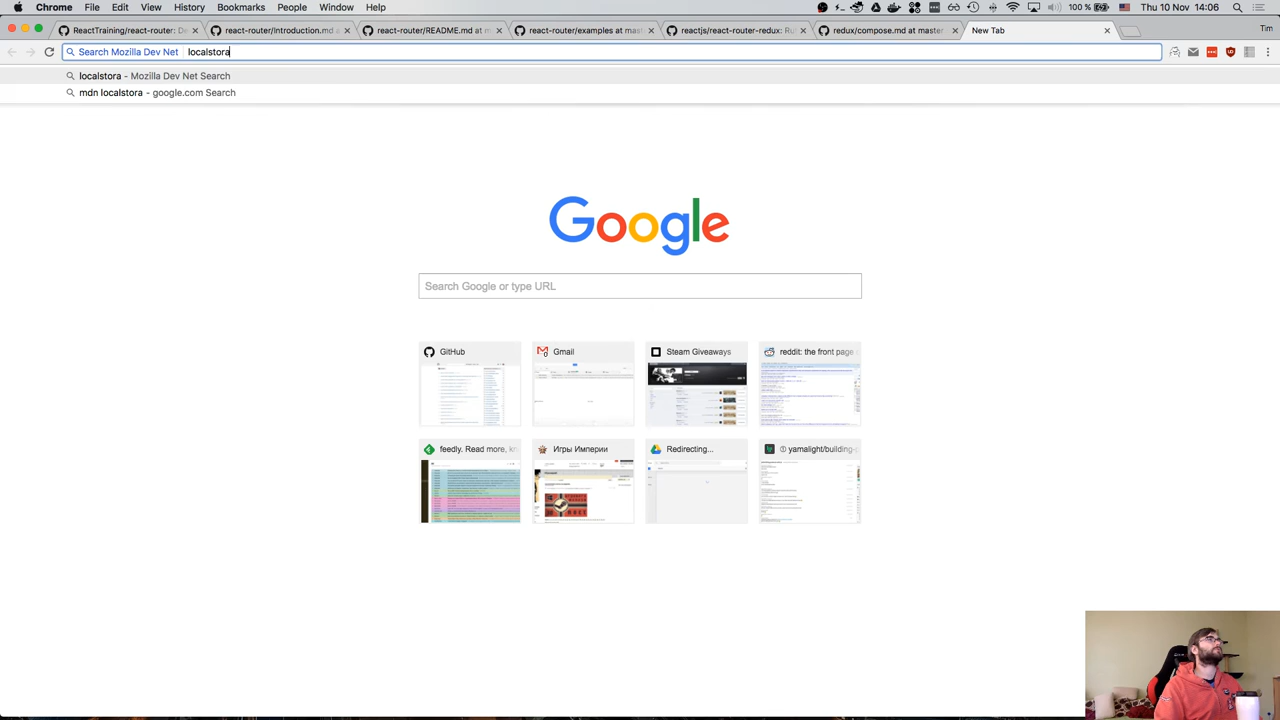 Chrome File Edit View History Bookmarks People Window Help 100 % Thu 10 Nov 14:06
ReactTraining/react-router: De react-router/Introduction.md a react-router/README.md at m react-router/examples at mas reactjs/react-router-redux: Ru redux/compose.md at master New Tab Tim
Search Mozilla Dev Net localstora
localstora – Mozilla Dev Net Search
mdn localstora – google.com Search
Google
Search Google or type URL
GitHub Gmail Steam Giveaways reddit: the front page
feedly. Read more, kn Игры Империи Redirecting... yamalight/building-p